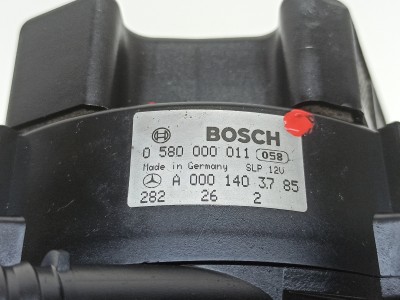 BOSCH
0 580 000 011 058
Made in Germany SLP 12V
A 000 140 37 85
282 26 2